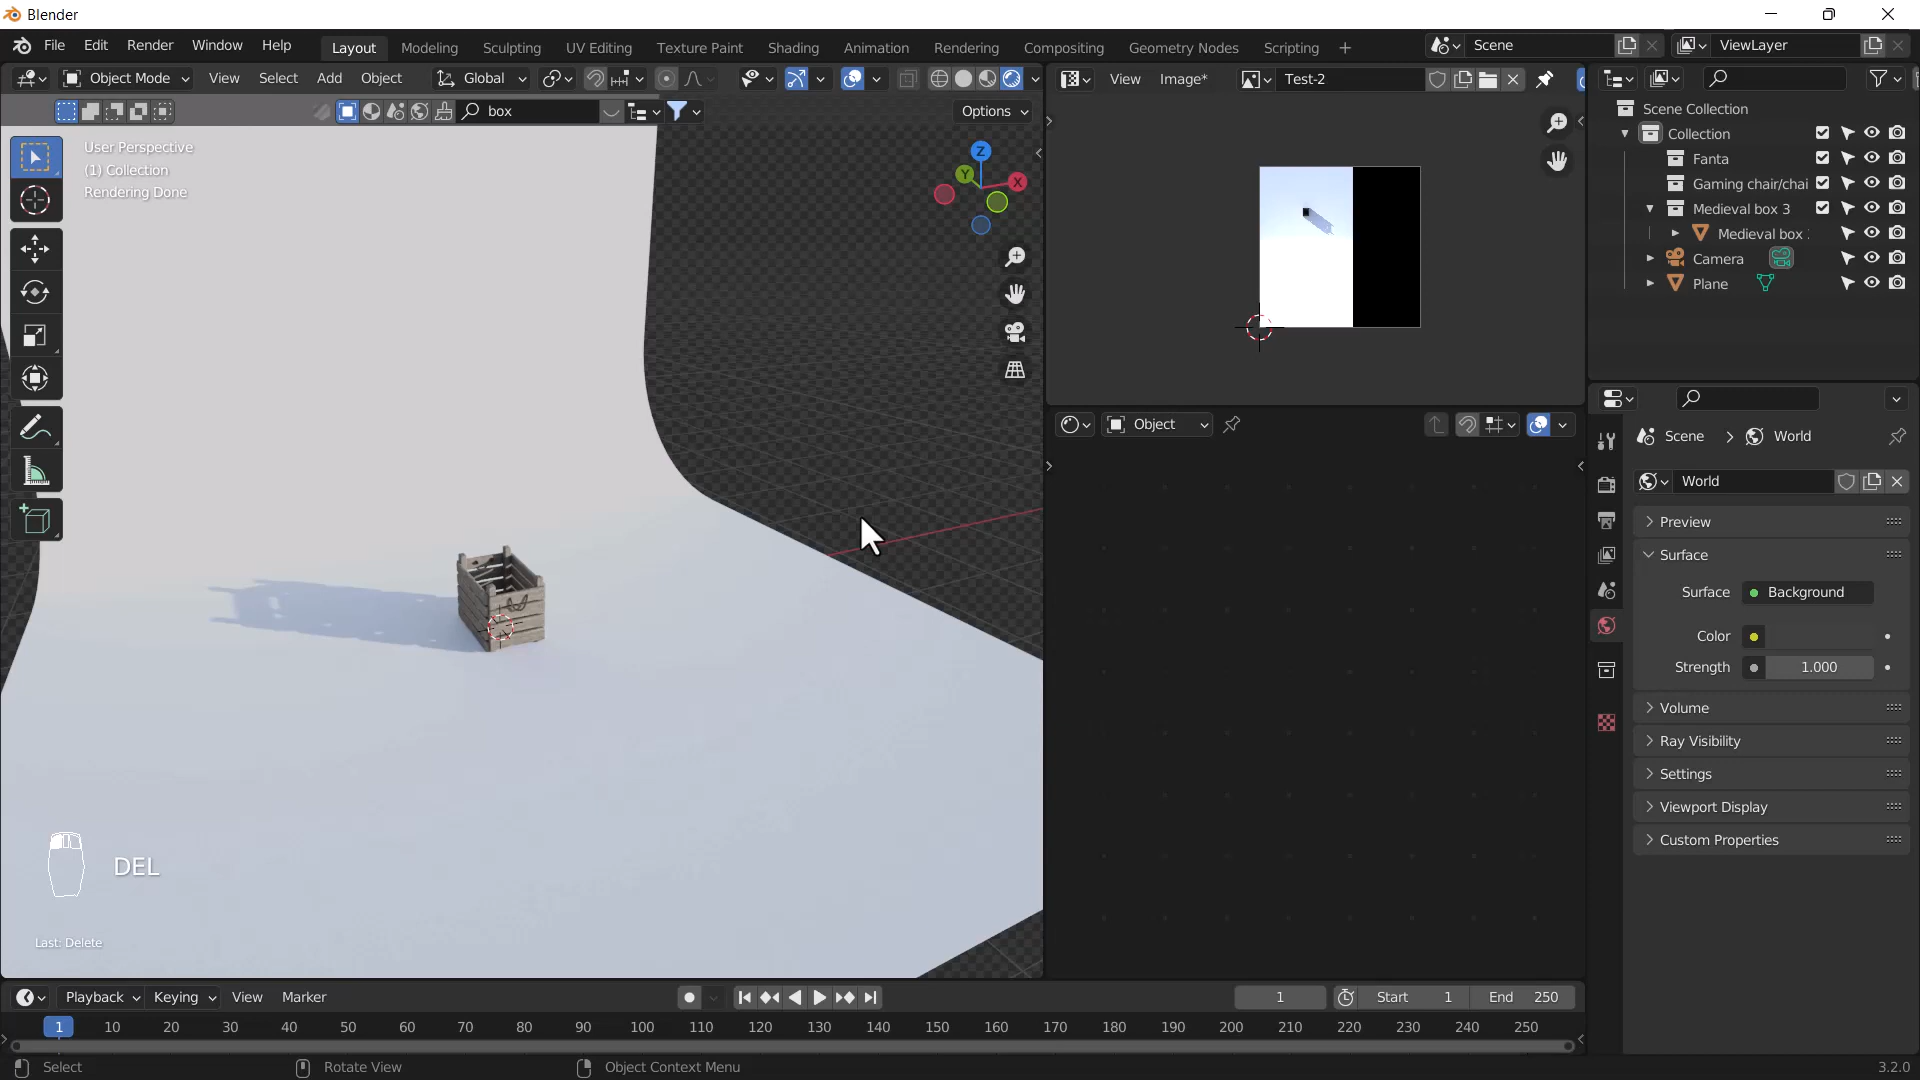 Blender
File Edit Render Window Help
Layout Modeling Sculpting UV Editing Texture Paint Shading Animation Rendering Compositing Geometry Nodes Scripting +
Scene
ViewLayer
Object Mode View Select Add Object Global
View Image* Test-2
box
Options
User Perspective
(1) Collection
Rendering Done
Z
Y
X
Scene Collection
Collection
Fanta
Gaming chair/chai
Medieval box 3
Medieval box
Camera
Plane
Object
Scene > World
World
Preview
Surface
Surface Background
Color
Strength 1.000
Volume
Ray Visibility
Settings
Viewport Display
Custom Properties
DEL
Last: Delete
Playback Keying View Marker
1 Start 1 End 250
1 10 20 30 40 50 60 70 80 90 100 110 120 130 140 150 160 170 180 190 200 210 220 230 240 250
Select Rotate View Object Context Menu
3.2.0